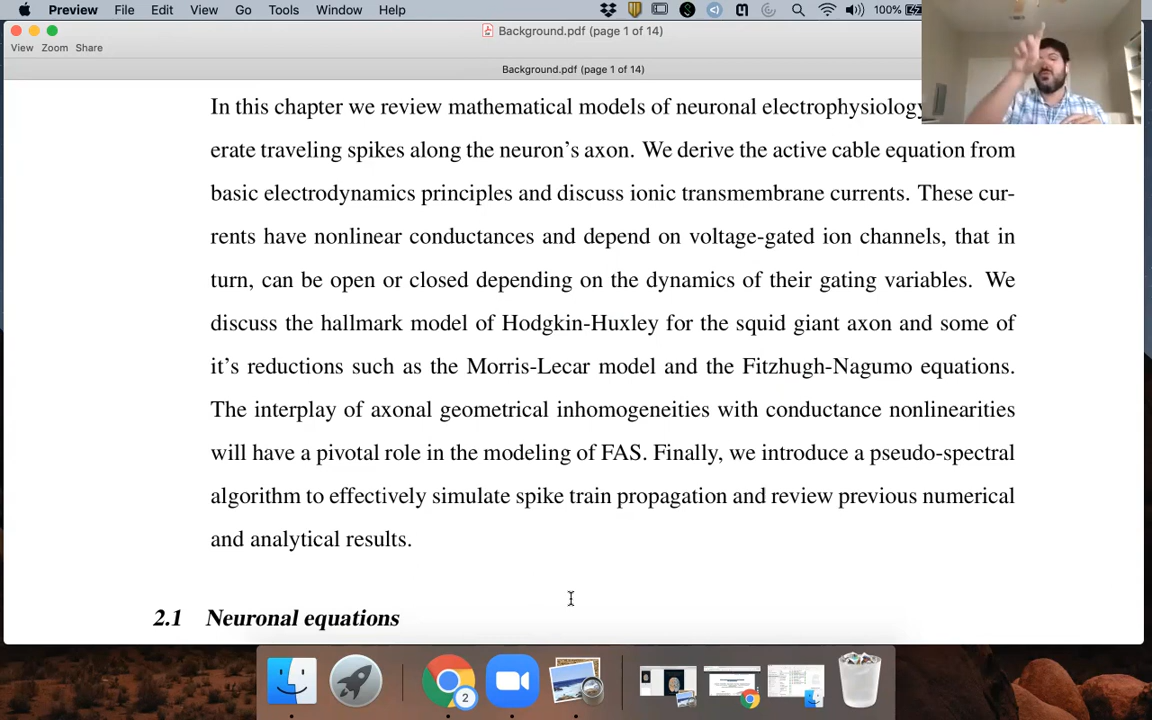 Preview File Edit View Go Tools Window Help 100%
Background.pdf (page 1 of 14)
View Zoom Share
Background.pdf (page 1 of 14)
In this chapter we review mathematical models of neuronal electrophysiology
erate traveling spikes along the neuron's axon. We derive the active cable equation from
basic electrodynamics principles and discuss ionic transmembrane currents. These cur-
rents have nonlinear conductances and depend on voltage-gated ion channels, that in
turn, can be open or closed depending on the dynamics of their gating variables. We
discuss the hallmark model of Hodgkin-Huxley for the squid giant axon and some of
it's reductions such as the Morris-Lecar model and the Fitzhugh-Nagumo equations.
The interplay of axonal geometrical inhomogeneities with conductance nonlinearities
will have a pivotal role in the modeling of FAS. Finally, we introduce a pseudo-spectral
algorithm to effectively simulate spike train propagation and review previous numerical
and analytical results.
2.1 Neuronal equations
2